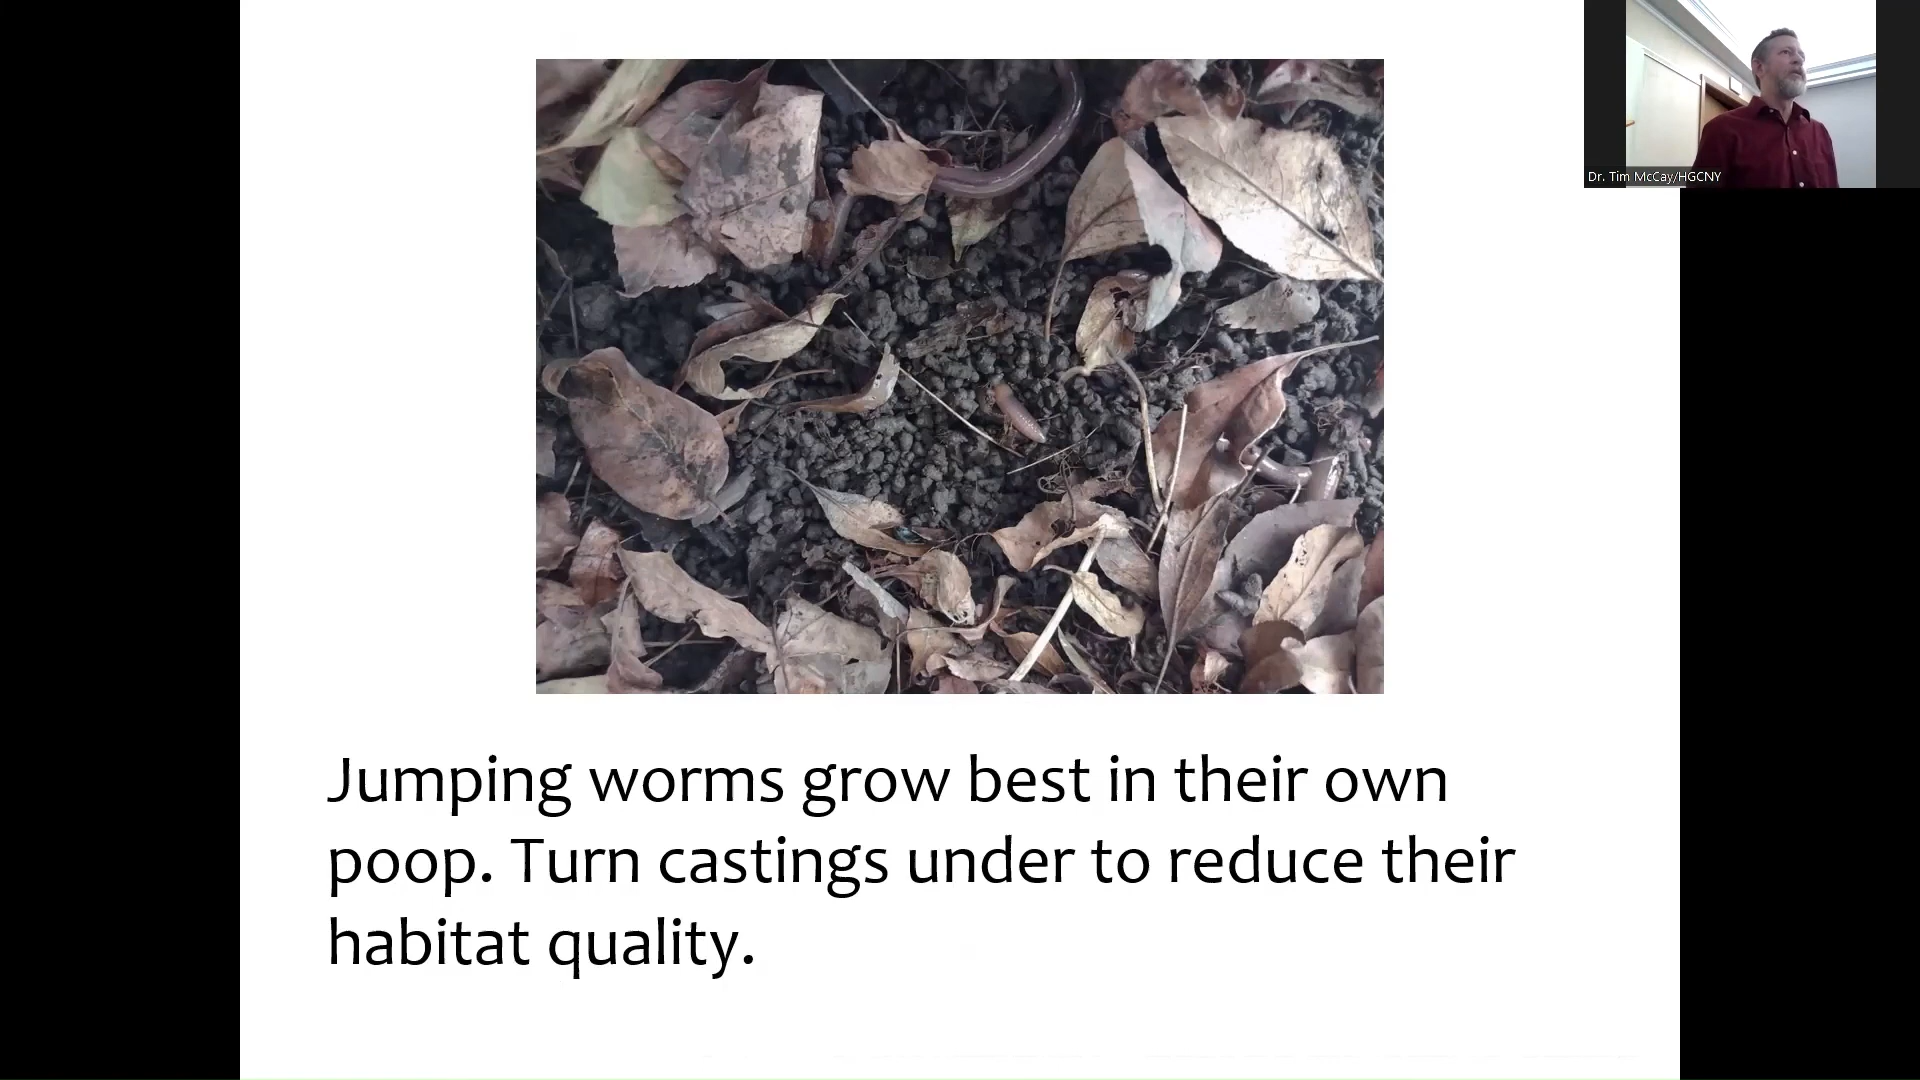 Dr. Tim McCay/HGCNY
Jumping worms grow best in their own
poop. Turn castings under to reduce their
habitat quality.